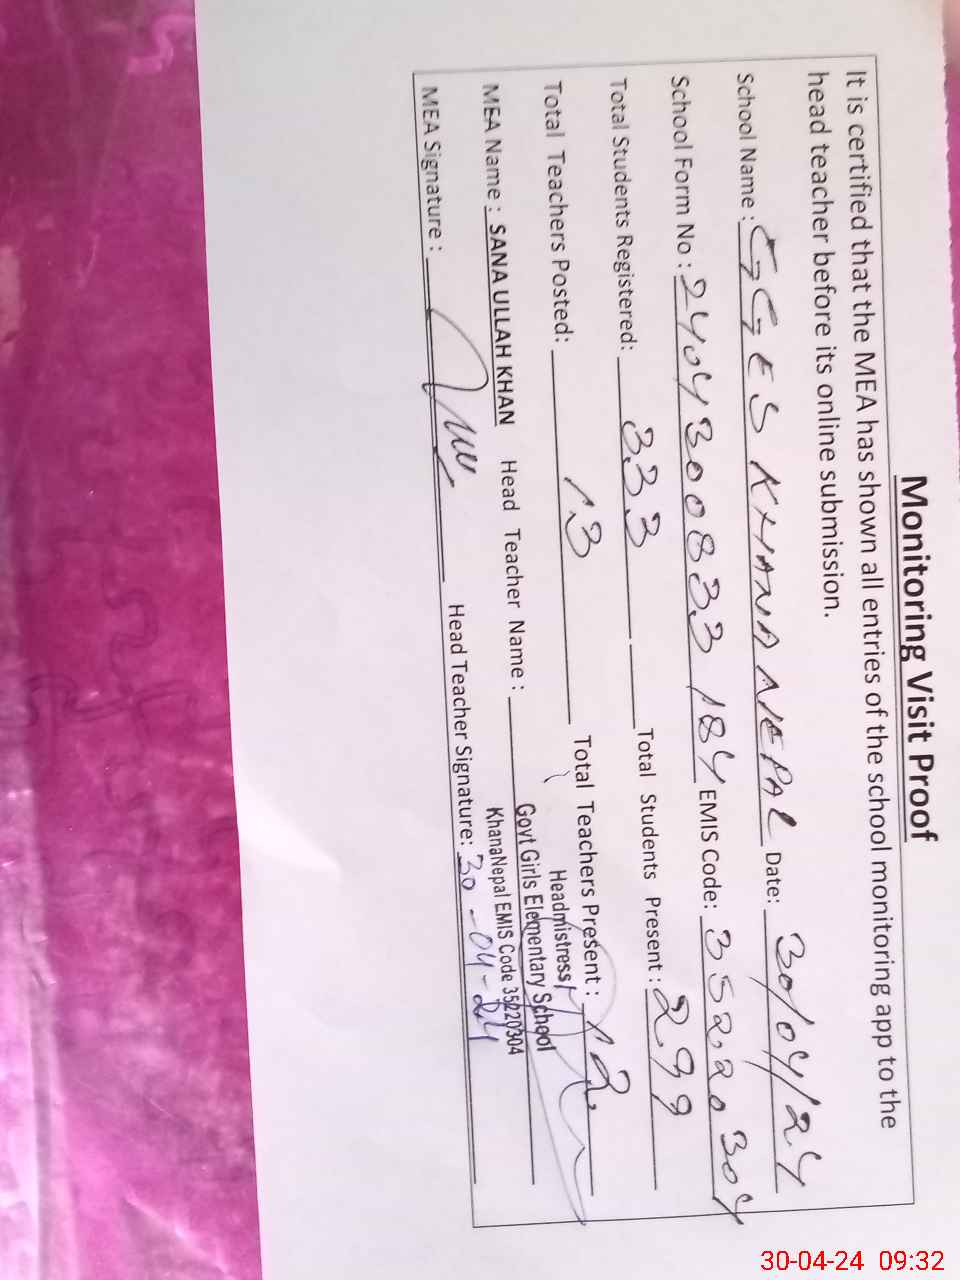 Monitoring Visit Proof
It is certified that the MEA has shown all entries of the school monitoring app to the
head teacher before its online submission.
School Name : GGES KHANA NEPAL Date: 30/04/24
School Form No : 2404300833184 EMIS Code: 35220304
Total Students Registered: 333 Total Students Present : 299
Total Teachers Posted: 13 Total Teachers Present : 12
MEA Name : SANA ULLAH KHAN Head Teacher Name :
Headmistress
Govt Girls Elementary School
KhanaNepal EMIS Code 35220304
MEA Signature : Head Teacher Signature: 30-04-24
30-04-24 09:32